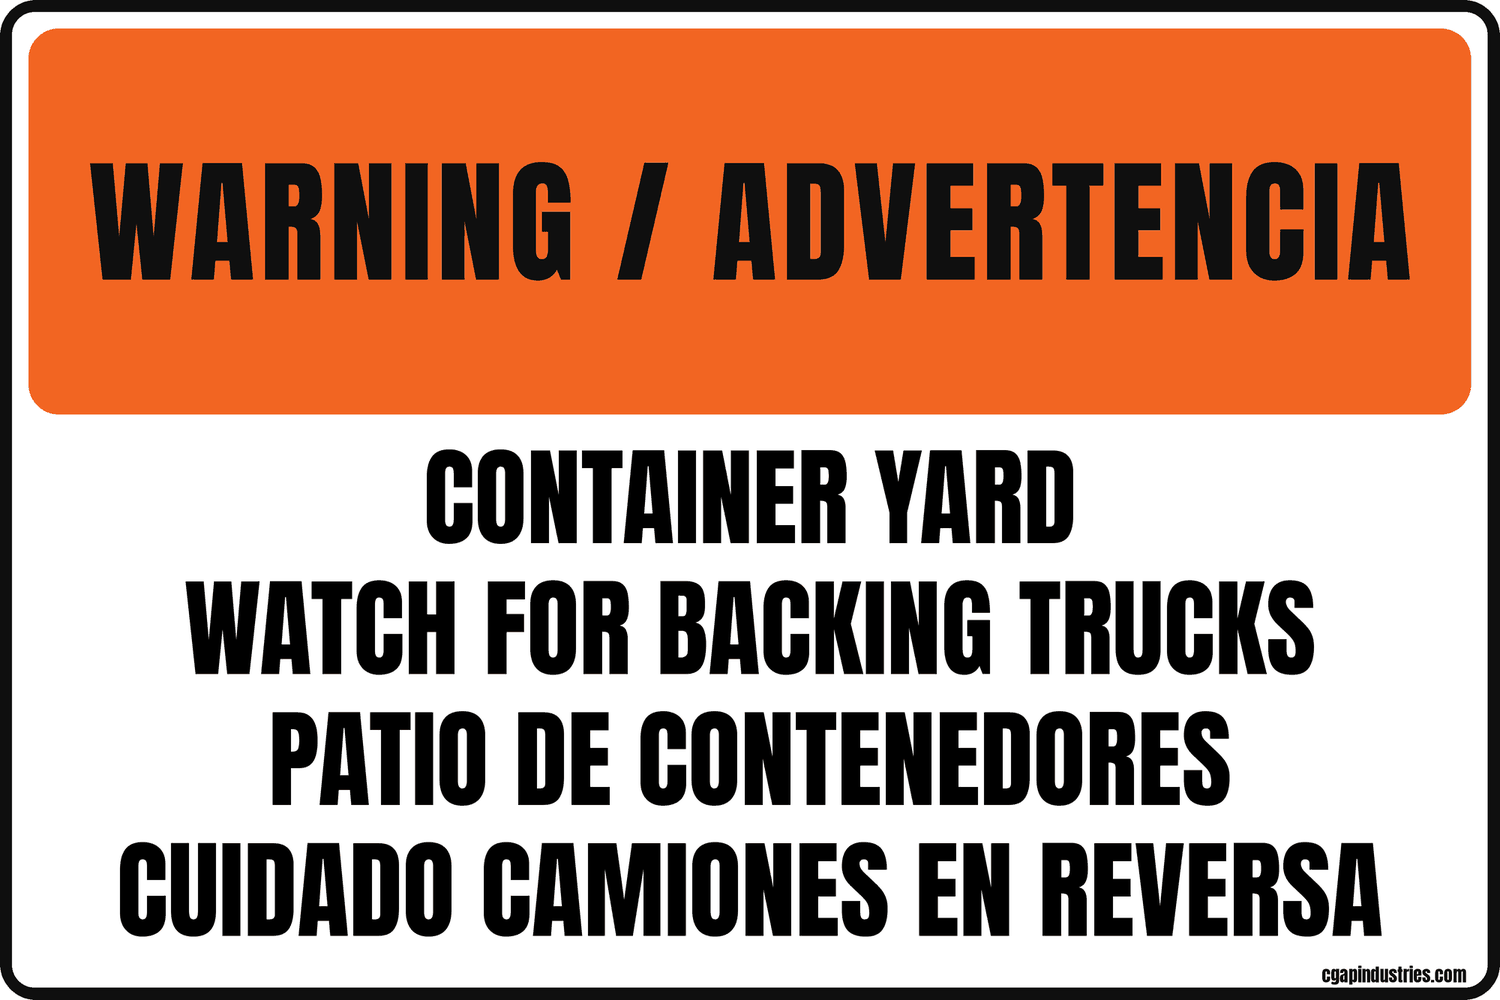 WARNING / ADVERTENCIA
CONTAINER YARD
WATCH FOR BACKING TRUCKS
PATIO DE CONTENEDORES
CUIDADO CAMIONES EN REVERSA
cgapindustries.com